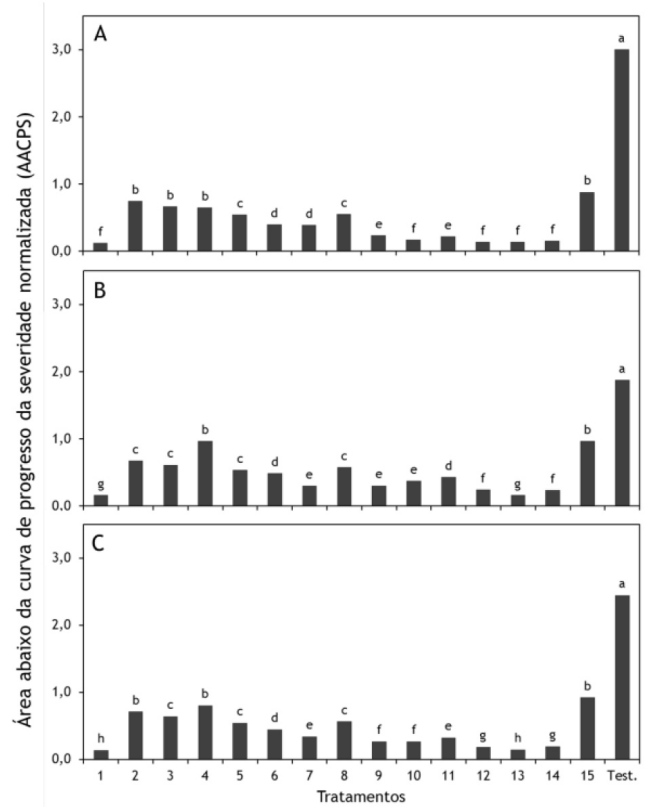 Área abaixo da curva de progresso da severidade normalizada (AACPS)
A
3,0
2,0
1,0
0,0
f b b b c d d c e f e f f f b a
B
3,0
2,0
1,0
0.0
g c c b c d e c e e d f g f b a
C
3,0
2,0
1,0
0,0
h b c b c d e c f f e g h g b a
1 2 3 4 5 6 7 8 9 10 11 12 13 14 15 Test.
Tratamentos